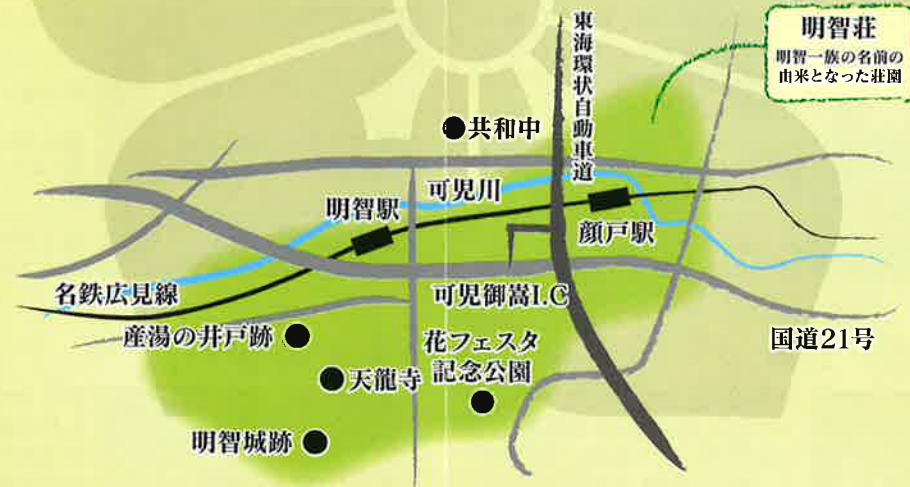 明智荘
明智一族の名前の
由来となった荘園
東海環状自動車道
共和中
可児川
明智駅
顔戸駅
名鉄広見線
可児御嵩I.C
産湯の井戸跡
花フェスタ
記念公園
国道21号
天龍寺
明智城跡